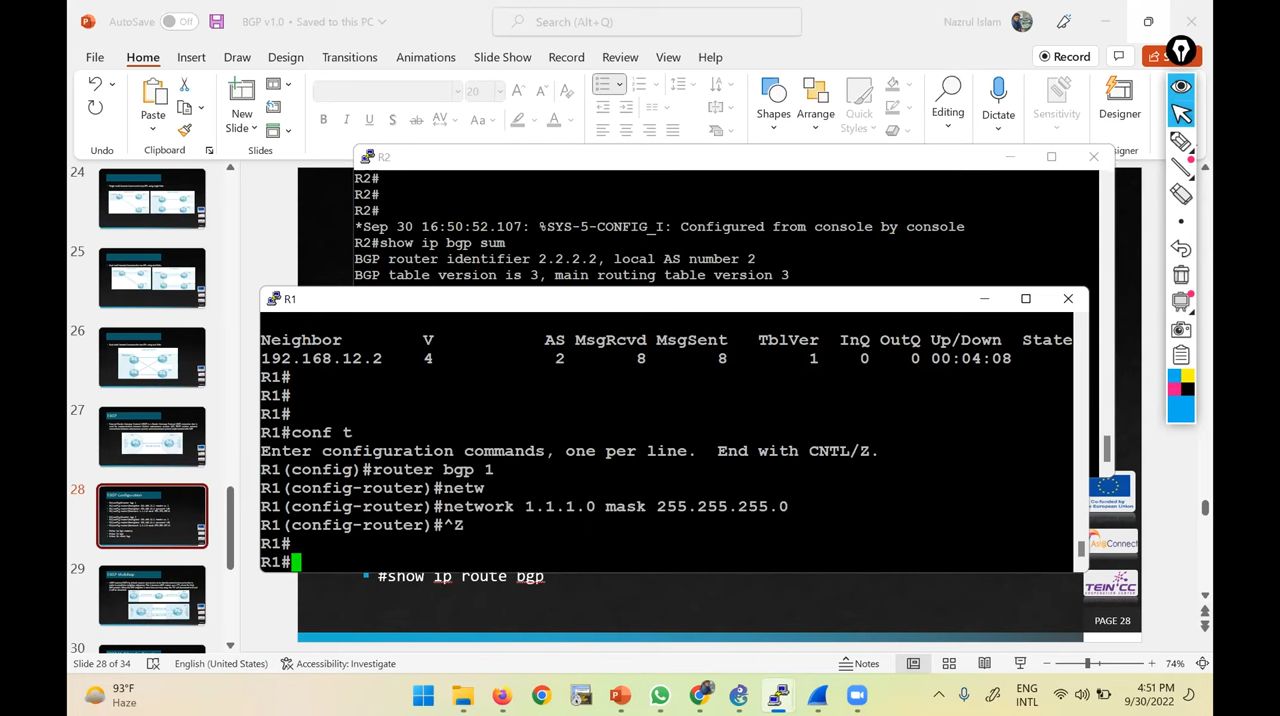 AutoSave Off BGP v1.0 • Saved to this PC Search (Alt+Q) Nazrul Islam
File Home Insert Draw Design Transitions Animations Slide Show Record Review View Help Record
20
Paste New Slide Shapes Arrange Quick Styles Editing Dictate Sensitivity Designer
Undo Clipboard Slides
24
25
26
27
28
29
30
R2
R2#
R2#
R2#
*Sep 30 16:50:52.107: %SYS-5-CONFIG_I: Configured from console by console
R2#show ip bgp sum
BGP router identifier 2.2.2.2, local AS number 2
BGP table version is 3, main routing table version 3
R1
Neighbor V AS MsgRcvd MsgSent TblVer InQ OutQ Up/Down State
192.168.12.2 4 2 8 8 1 0 0 00:04:08
R1#
R1#
R1#
R1#conf t
Enter configuration commands, one per line. End with CNTL/Z.
R1(config)#router bgp 1
R1(config-router)#netw
R1(config-router)#network 1.1.1.0 mask 255.255.255.0
R1(config-router)#^Z
R1#
R1#
#show ip route bgp
Co-funded by
TEIN*CC
PAGE 28
Slide 28 of 34 English (United States) Accessibility: Investigate Notes 74%
93°F
Haze
ENG
INTL
4:51 PM
9/30/2022